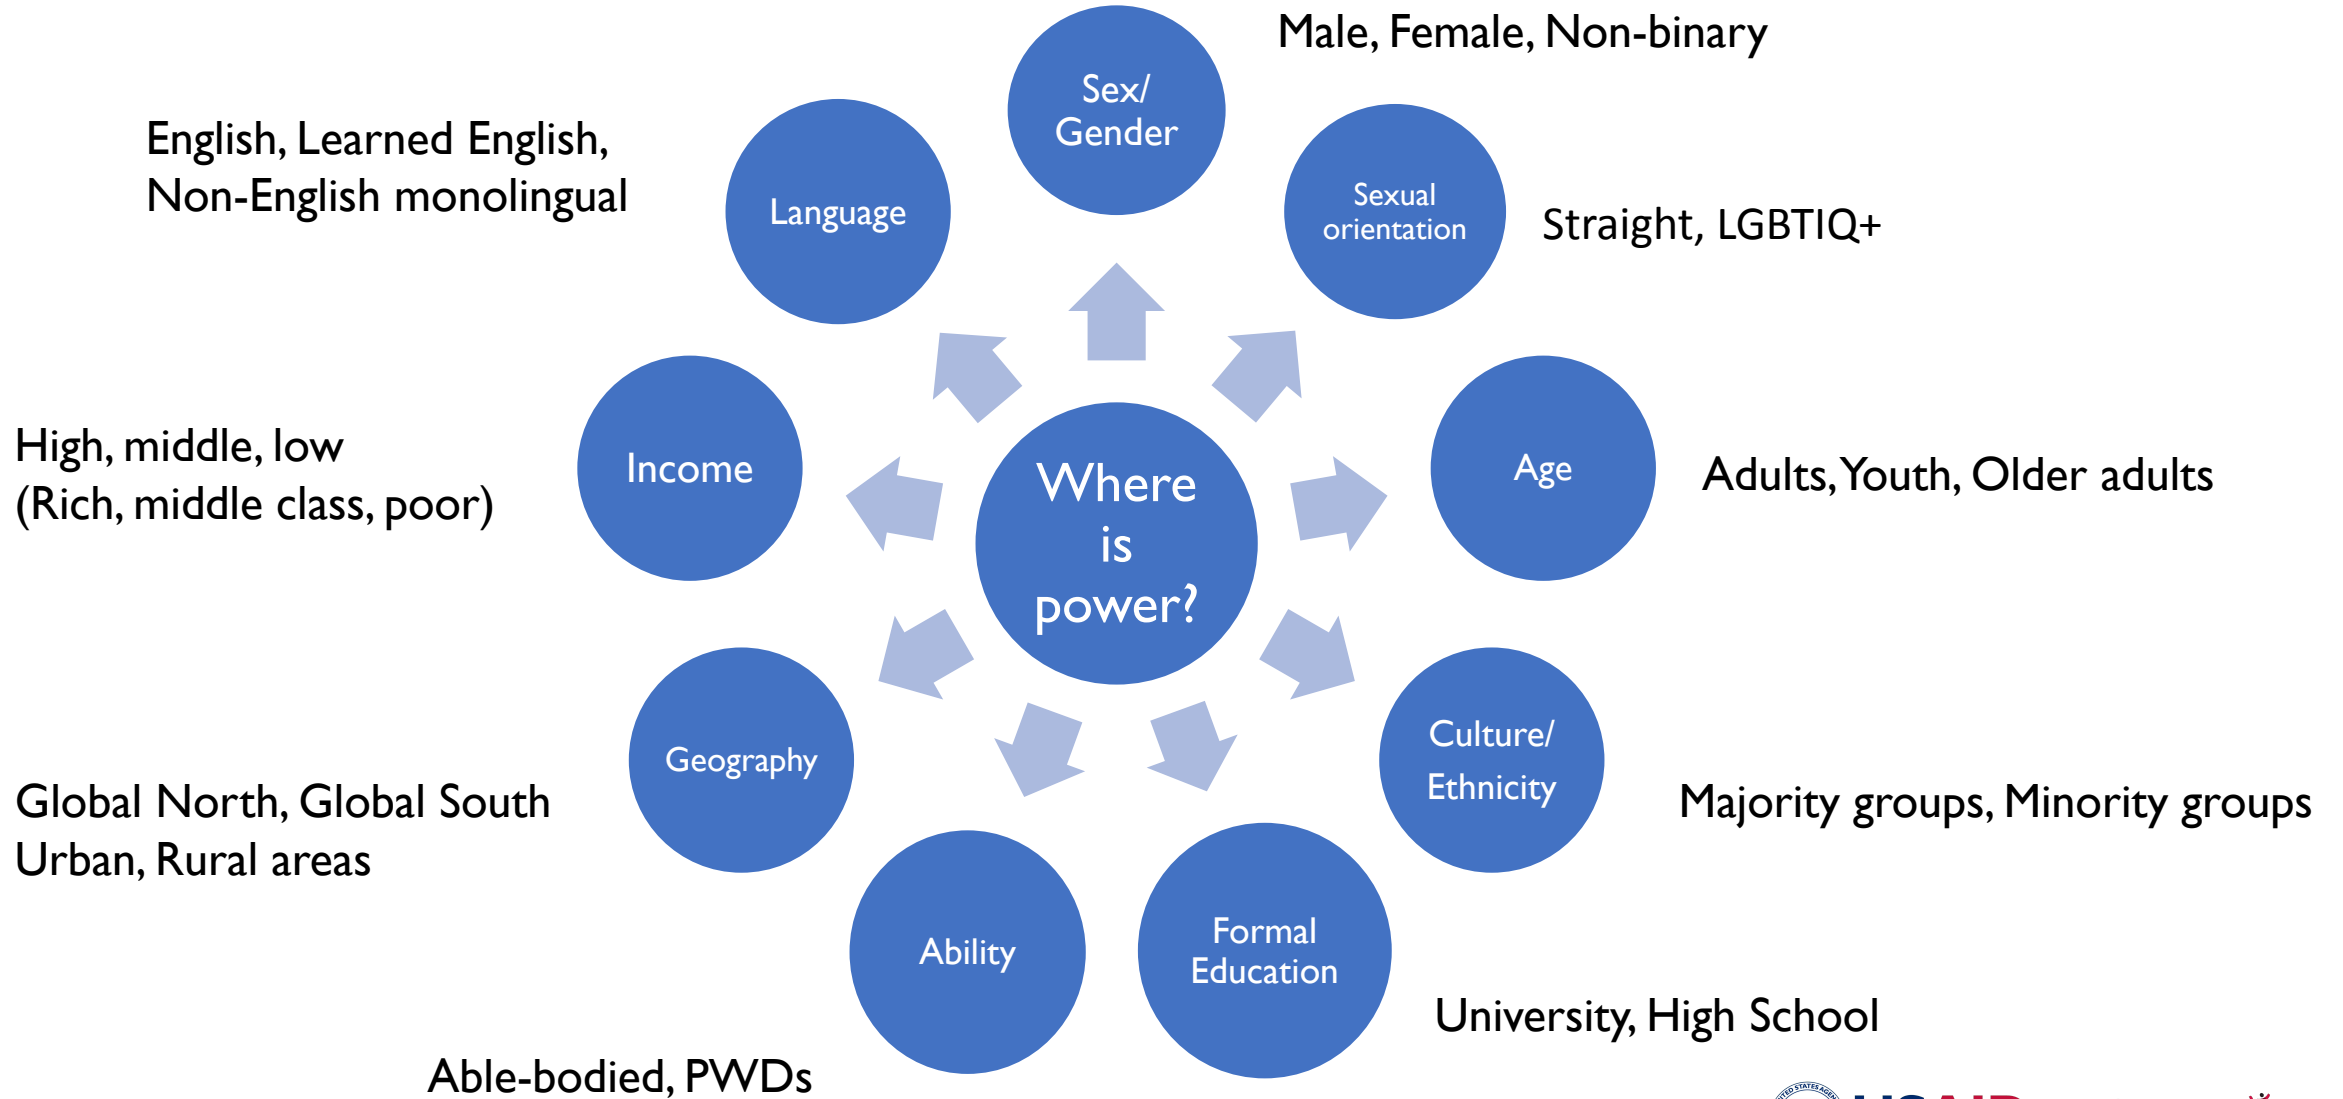 Male, Female, Non-binary
Sex/
Gender
English, Learned English,
Non-English monolingual
Language
Sexual
orientation
Straight, LGBTIQ+
High, middle, low
(Rich, middle class, poor)
Income
Where
is
power?
Age
Adults, Youth, Older adults
Geography
Global North, Global South
Urban, Rural areas
Culture/
Ethnicity
Majority groups, Minority groups
Ability
Able-bodied, PWDs
Formal
Education
University, High School
USAID